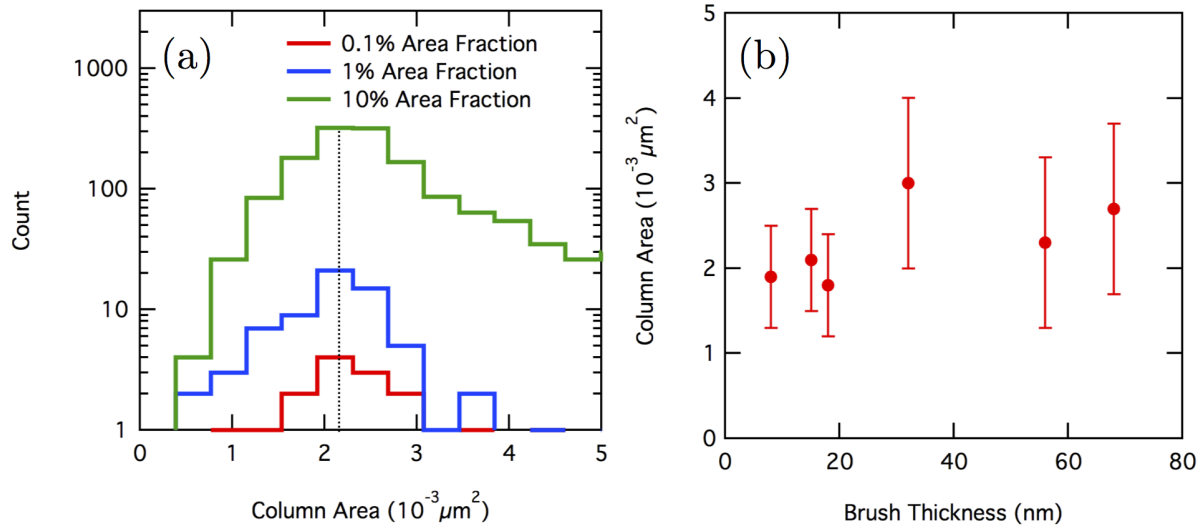 (a)
0.1% Area Fraction
1% Area Fraction
10% Area Fraction
1000
100
10
1
Count
0 1 2 3 4 5
Column Area (10⁻³μm²)
(b)
5
4
3
2
1
0
Column Area (10⁻³μm²)
0 20 40 60 80
Brush Thickness (nm)